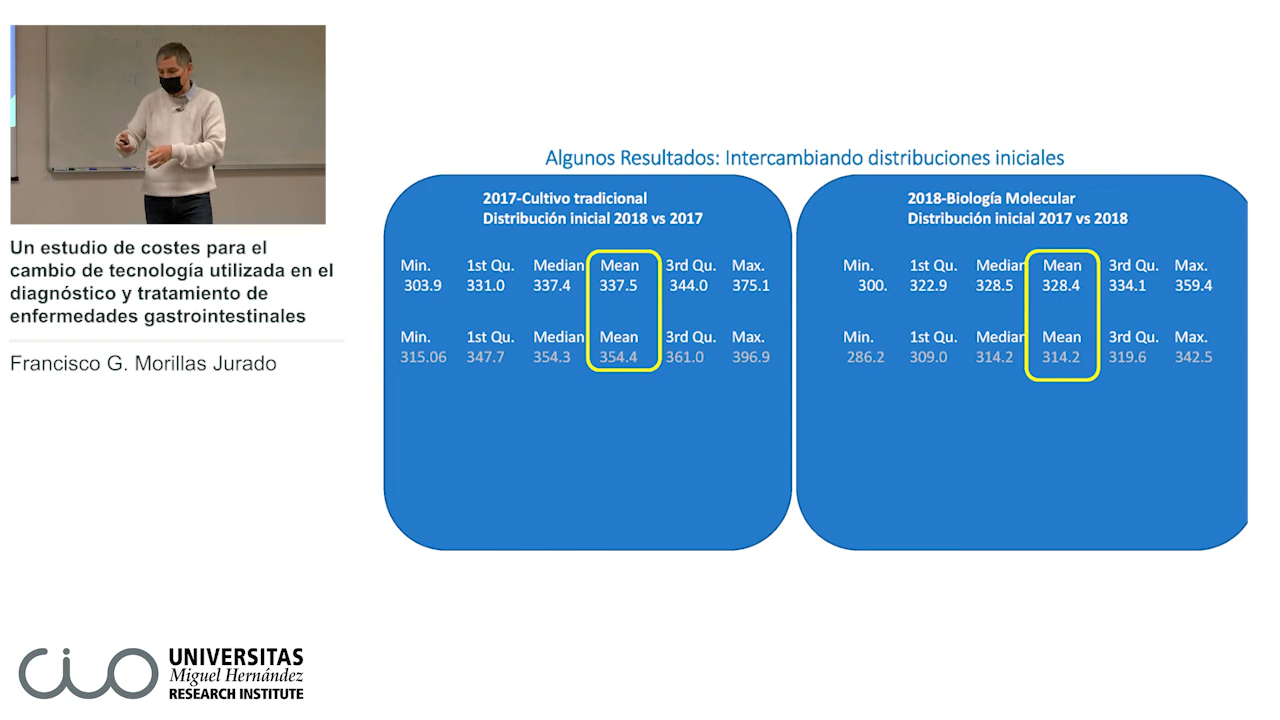 Un estudio de costes para el
cambio de tecnología utilizada en el
diagnóstico y tratamiento de
enfermedades gastrointestinales
Francisco G. Morillas Jurado
Algunos Resultados: Intercambiando distribuciones iniciales
2017-Cultivo tradicional
Distribución inicial 2018 vs 2017
Min. 1st Qu. Median Mean 3rd Qu. Max.
303.9 331.0 337.4 337.5 344.0 375.1
Min. 1st Qu. Median Mean 3rd Qu. Max.
315.06 347.7 354.3 354.4 361.0 396.9
2018-Biología Molecular
Distribución inicial 2017 vs 2018
Min. 1st Qu. Median Mean 3rd Qu. Max.
300. 322.9 328.5 328.4 334.1 359.4
Min. 1st Qu. Median Mean 3rd Qu. Max.
286.2 309.0 314.2 314.2 319.6 342.5
CIO
UNIVERSITAS
Miguel Hernández
RESEARCH INSTITUTE